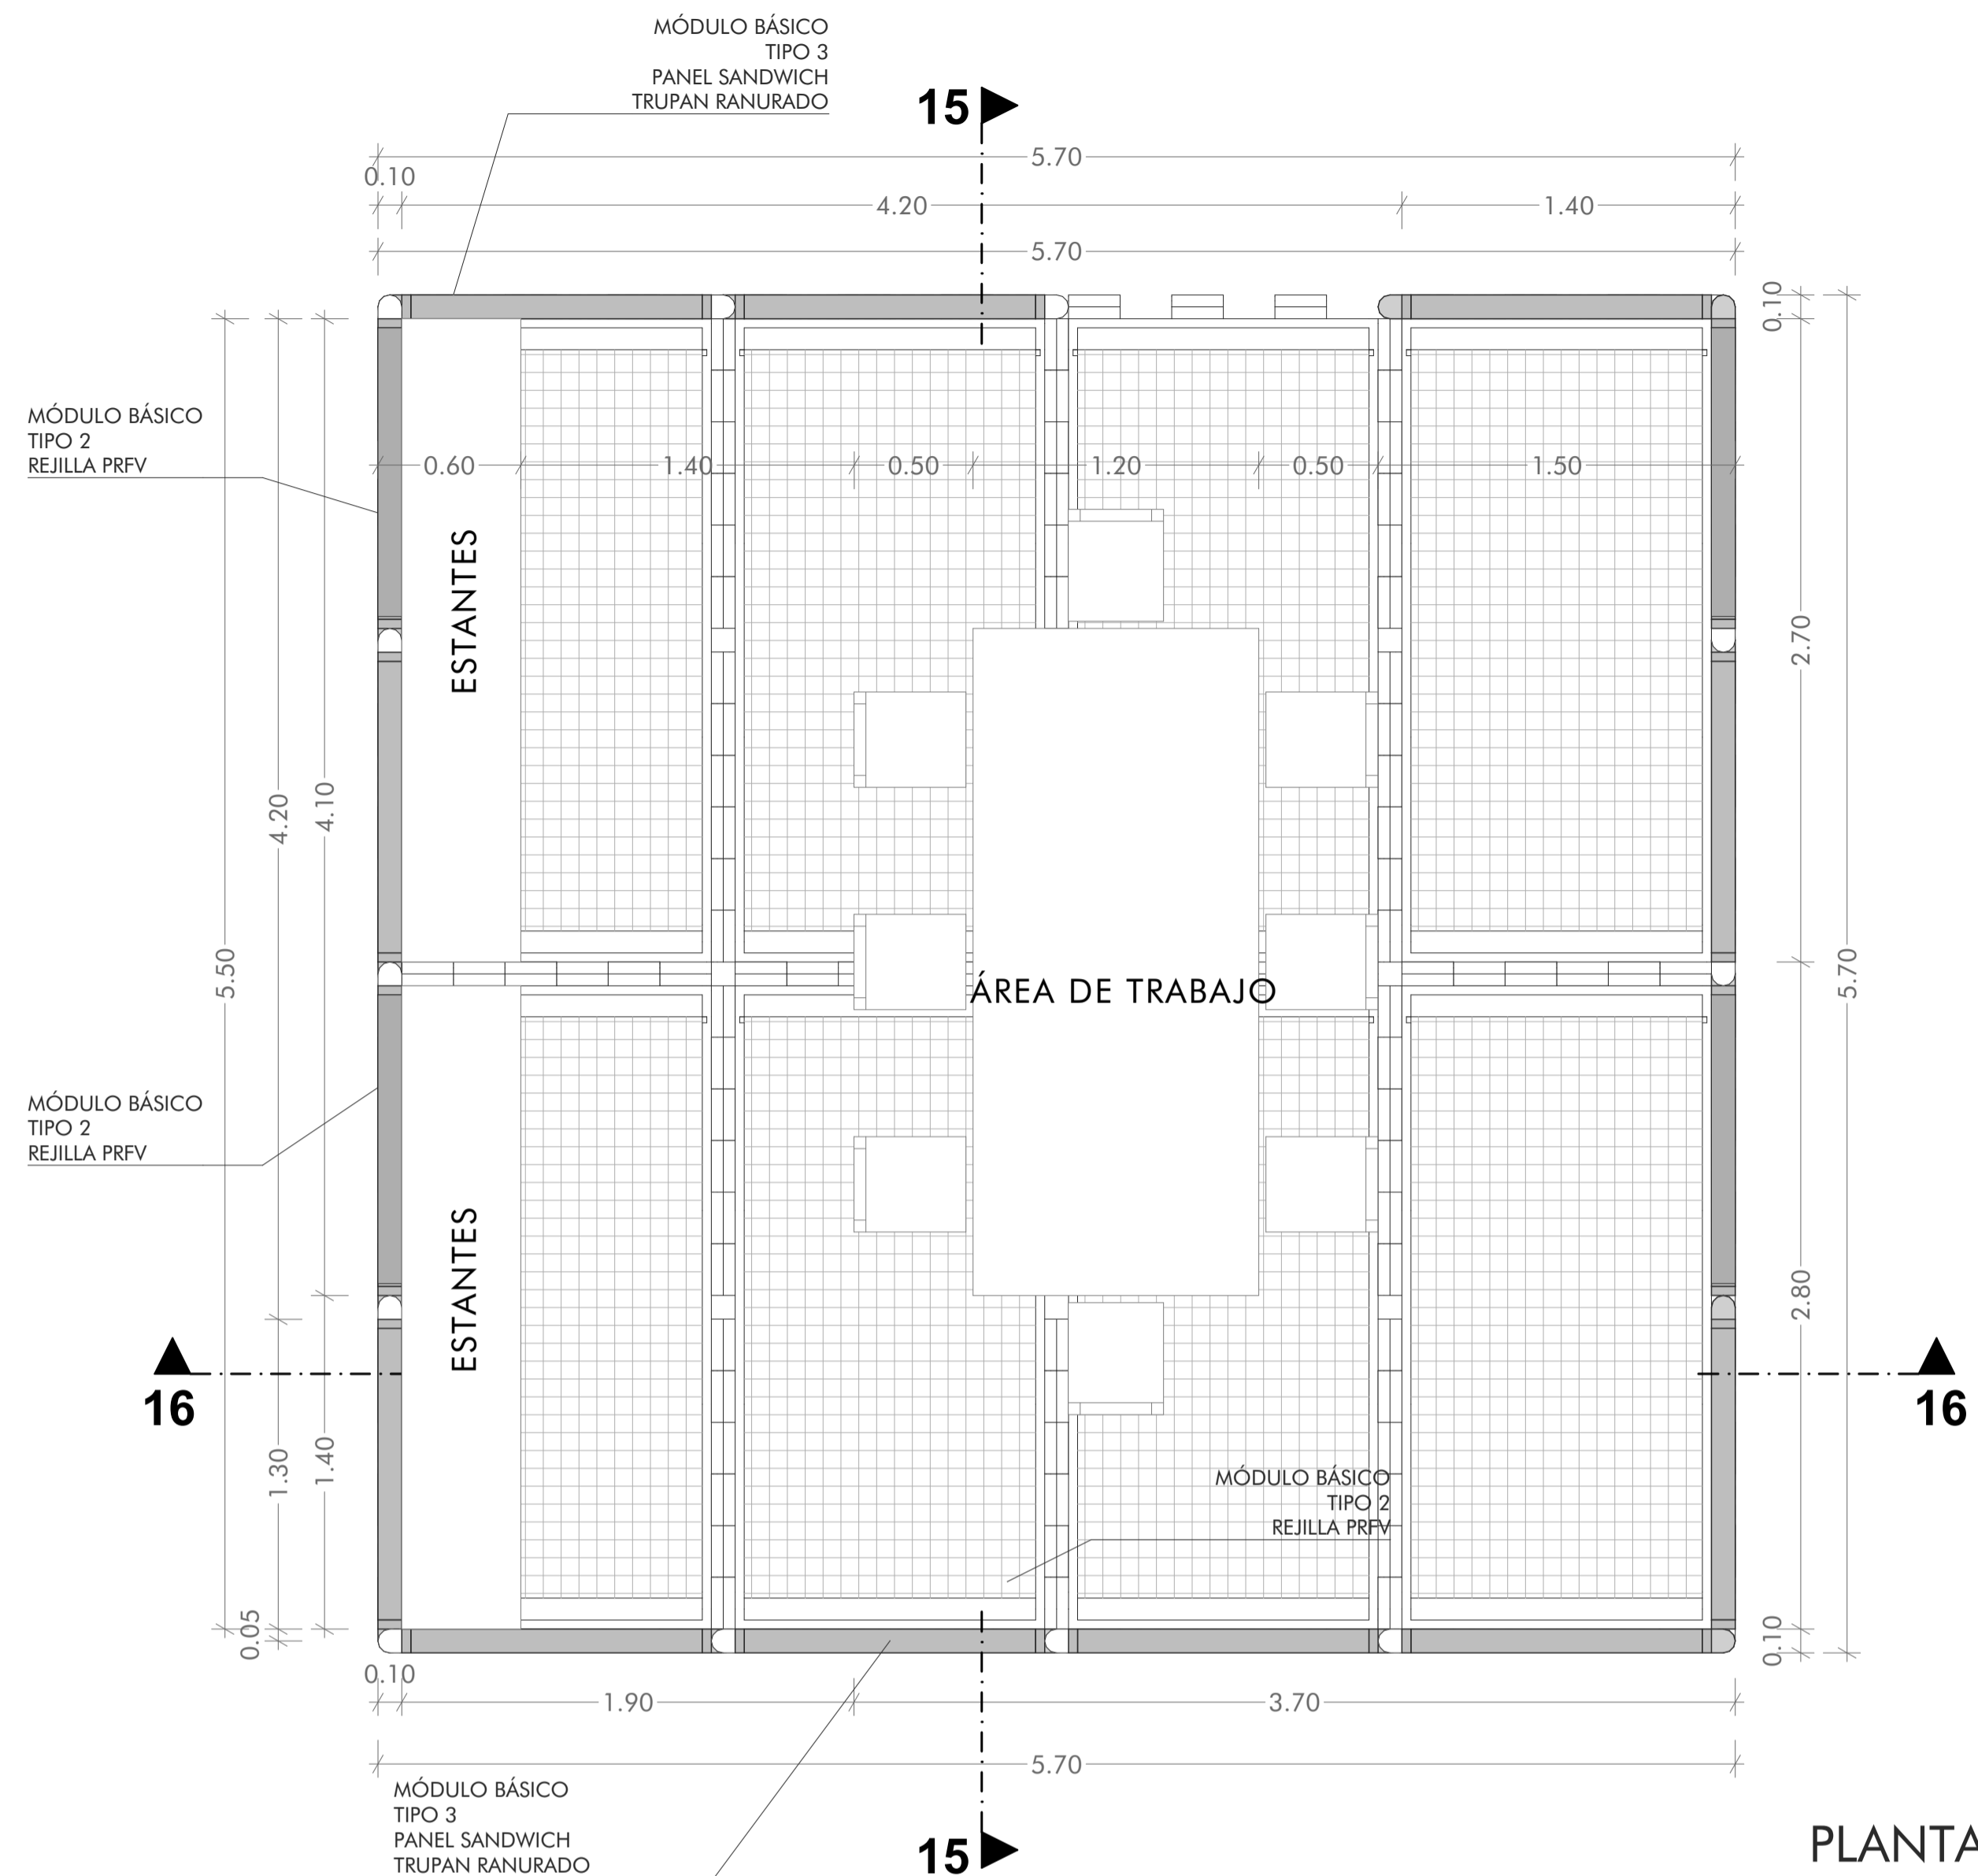 MÓDULO BÁSICO
TIPO 3
PANEL SANDWICH
TRUPAN RANURADO
15
5.70
0.10
4.20
1.40
5.70
0.10
MÓDULO BÁSICO
TIPO 2
REJILLA PRFV
0.60
1.40
0.50
1.20
0.50
1.50
ESTANTES
2.70
4.20
4.10
5.50
5.70
ÁREA DE TRABAJO
MÓDULO BÁSICO
TIPO 2
REJILLA PRFV
ESTANTES
2.80
16
16
1.30
1.40
MÓDULO BÁSICO
TIPO 2
REJILLA PRFV
0.05
0.10
0.10
1.90
3.70
5.70
MÓDULO BÁSICO
TIPO 3
PANEL SANDWICH
TRUPAN RANURADO
15
PLANTA